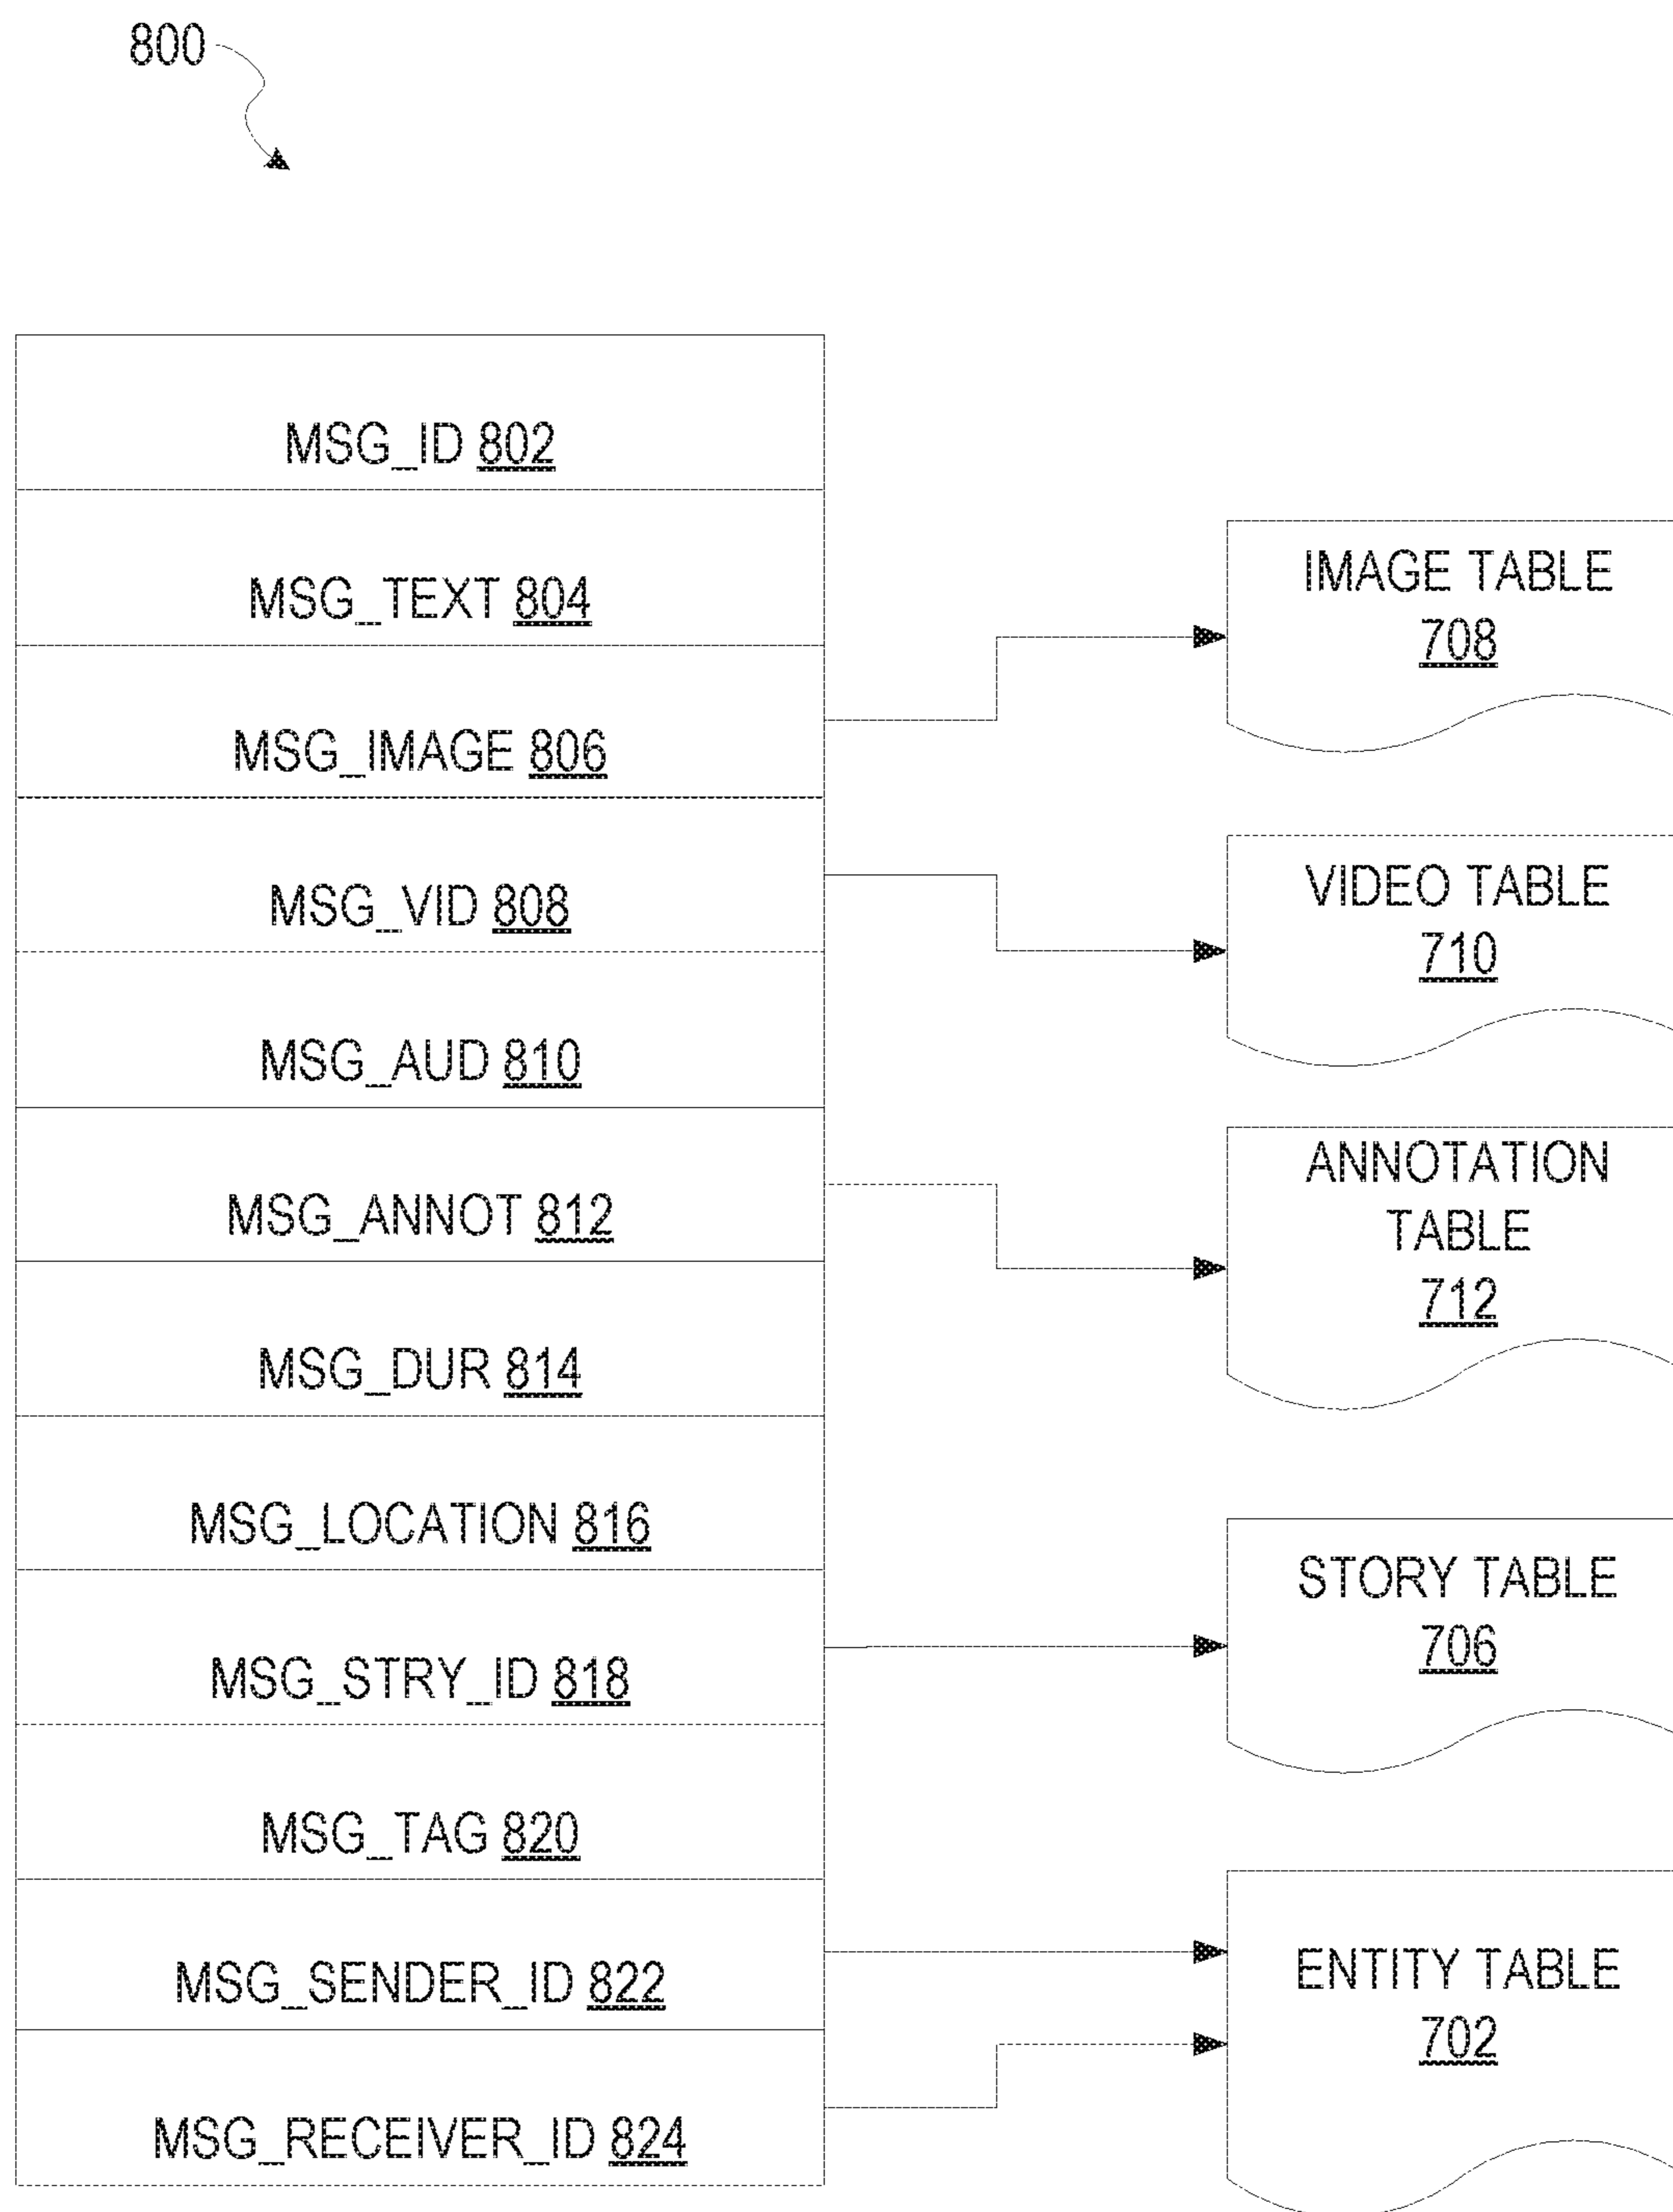 800
MSG_ID 802
MSG_TEXT 804
MSG_IMAGE 806
MSG_VID 808
MSG_AUD 810
MSG_ANNOT 812
MSG_DUR 814
MSG_LOCATION 816
MSG_STRY_ID 818
MSG_TAG 820
MSG_SENDER_ID 822
MSG_RECEIVER_ID 824
IMAGE TABLE
708
VIDEO TABLE
710
ANNOTATION
TABLE
712
STORY TABLE
706
ENTITY TABLE
702